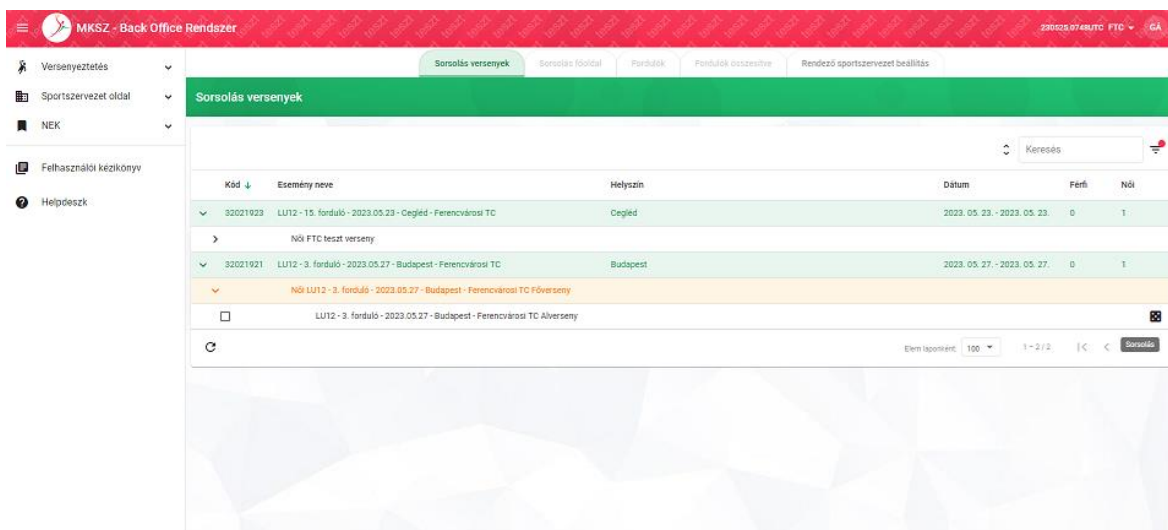 MKSZ - Back Office Rendszer
230525.0748UTC FTC GÁ
Versenyeztetés
Sportszervezet oldal
NEK
Felhasználói kézikönyv
Helpdeszk
Sorsolás versenyek Sorsolás főoldal Fordulók Fordulók összesítve Rendező sportszervezet beállítás
Sorsolás versenyek
Keresés
Kód Esemény neve Helyszín Dátum Férfi Női
32021923 LU12 - 15. forduló - 2023.05.23 - Cegléd - Ferencvárosi TC Cegléd 2023. 05. 23. - 2023. 05. 23. 0 1
Női FTC teszt verseny
32021921 LU12 - 3. forduló - 2023.05.27 - Budapest - Ferencvárosi TC Budapest 2023. 05. 27. - 2023. 05. 27. 0 1
Női LU12 - 3. forduló - 2023.05.27 - Budapest - Ferencvárosi TC Főverseny
LU12 - 3. forduló - 2023.05.27 - Budapest - Ferencvárosi TC Alverseny
Elem laponként: 100 1 - 2 / 2 Sorsolás